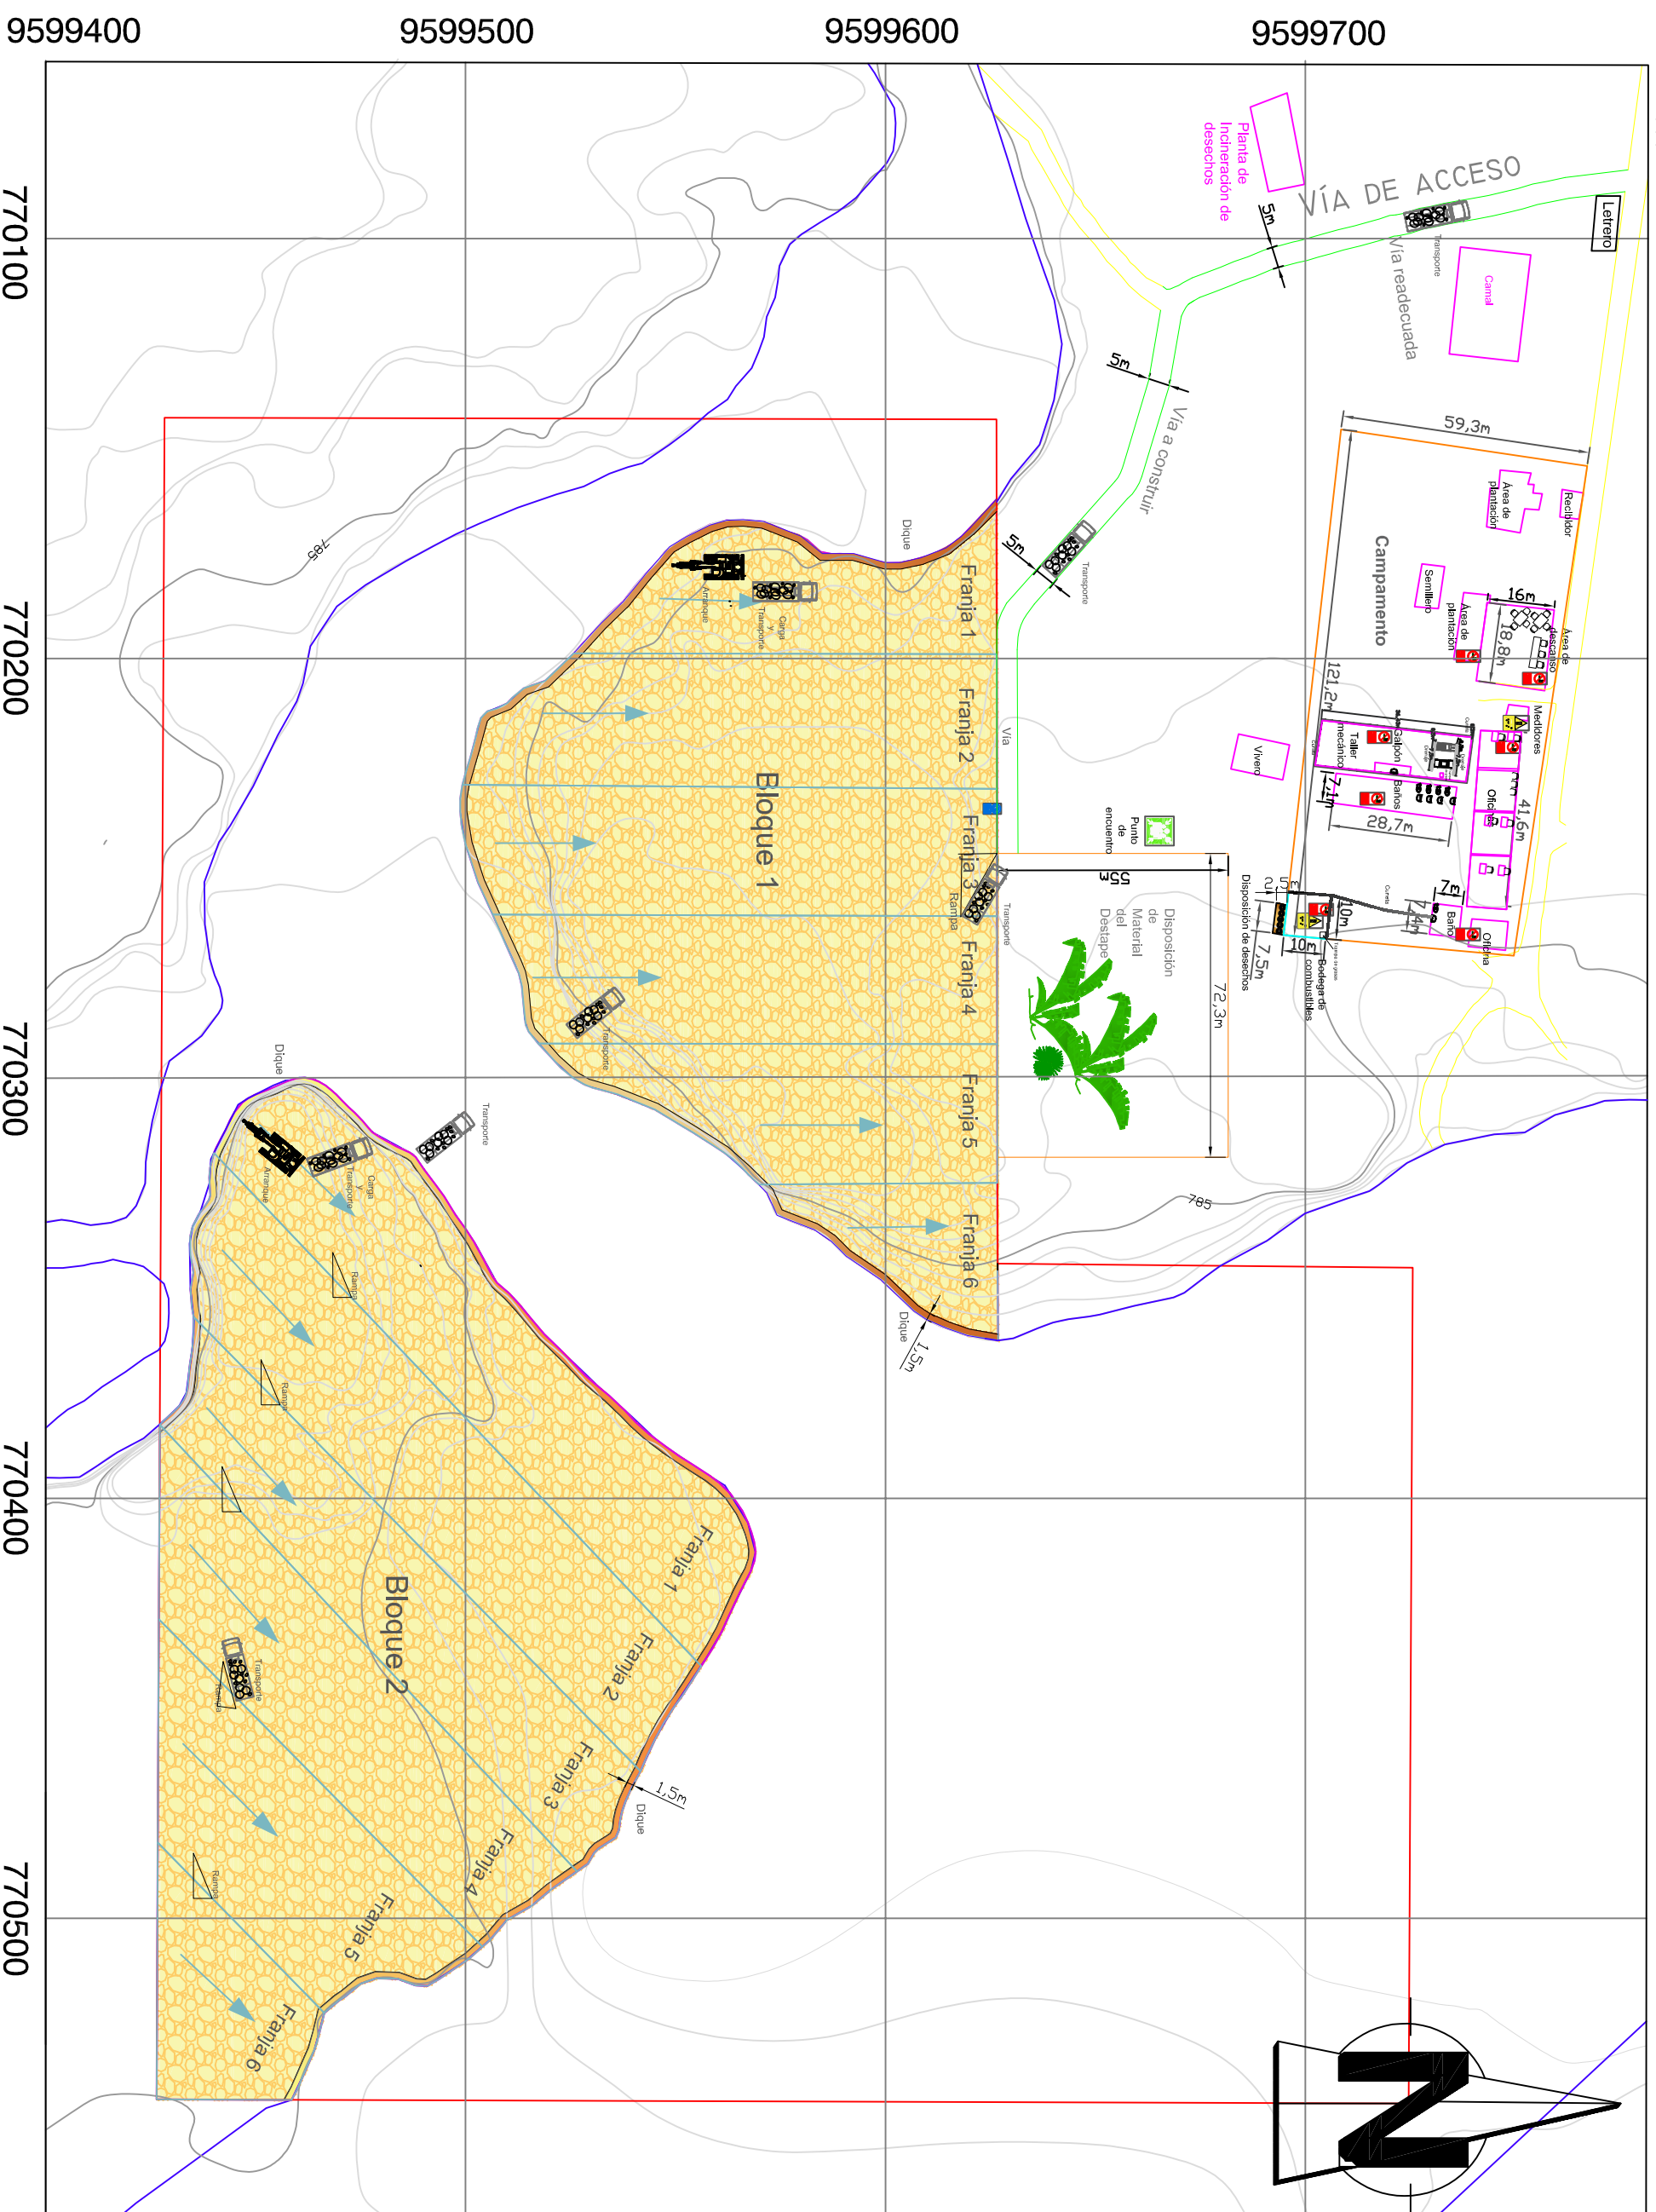 9599400
9599500
9599600
9599700
770100
770200
770300
770400
770500
Letrero
VÍA DE ACCESO
Transporte
Vía readecuada
5m
Planta de
Incineración de
desechos
Camal
5m
Vía a construir
5m
Transporte
59,3m
121,2m
Campamento
Recibidor
Área de
plantación
Semillero
Área de
plantación
16m
18,8m
Área de
descanso
Medidores
Galpón
Taller
mecánico
Baños
7,1m
28,7m
41,6m
Oficina
7m
Baño
Oficina
10m
10m
7,5m
Bodega de
combustibles
Disposición de desechos
Cuneta
Vivero
Punto
de
encuentro
55m
72,3m
Disposición
de
Material
del
Destape
Vía
785
785
Dique
Arranque
Carga
y
Transporte
Franja 1
Franja 2
Franja 3
Franja 4
Franja 5
Franja 6
Bloque 1
Rampa
Transporte
Transporte
Dique
1,5m
Dique
Arranque
Carga
y
Transporte
Transporte
Rampa
Rampa
Bloque 2
Franja 1
Franja 2
Franja 3
Franja 4
Franja 5
Franja 6
Transporte
Rampa
Rampa
1,5m
Dique
N